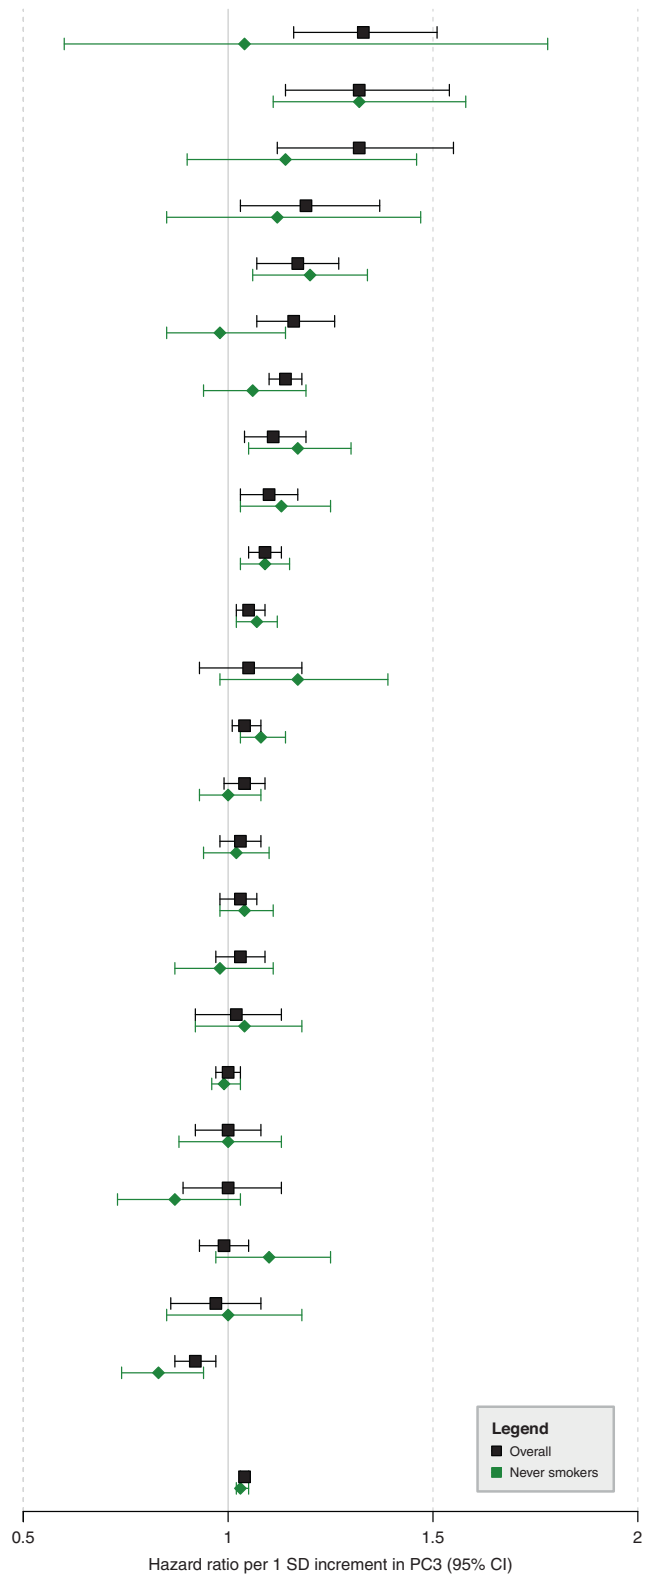 Legend
Overall
Never smokers
0.5 1 1.5 2
Hazard ratio per 1 SD increment in PC3 (95% CI)